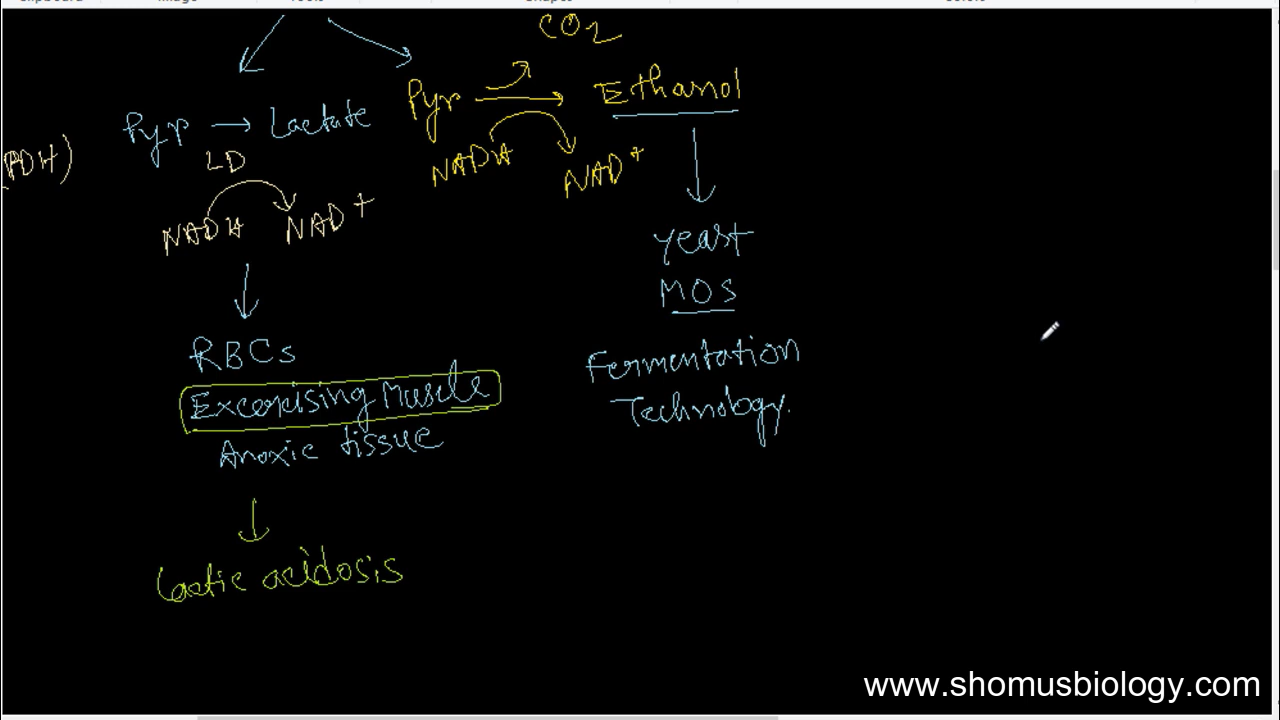 CO2
Pyr → Ethanol
Pyr → Lactate
(PDH)
LD
NADH NAD+
NADH NAD+
yeast
MOS
RBCs
Fermentation
Excercising Muscle
Technology.
Anoxic tissue
Lactic acidosis
www.shomusbiology.com